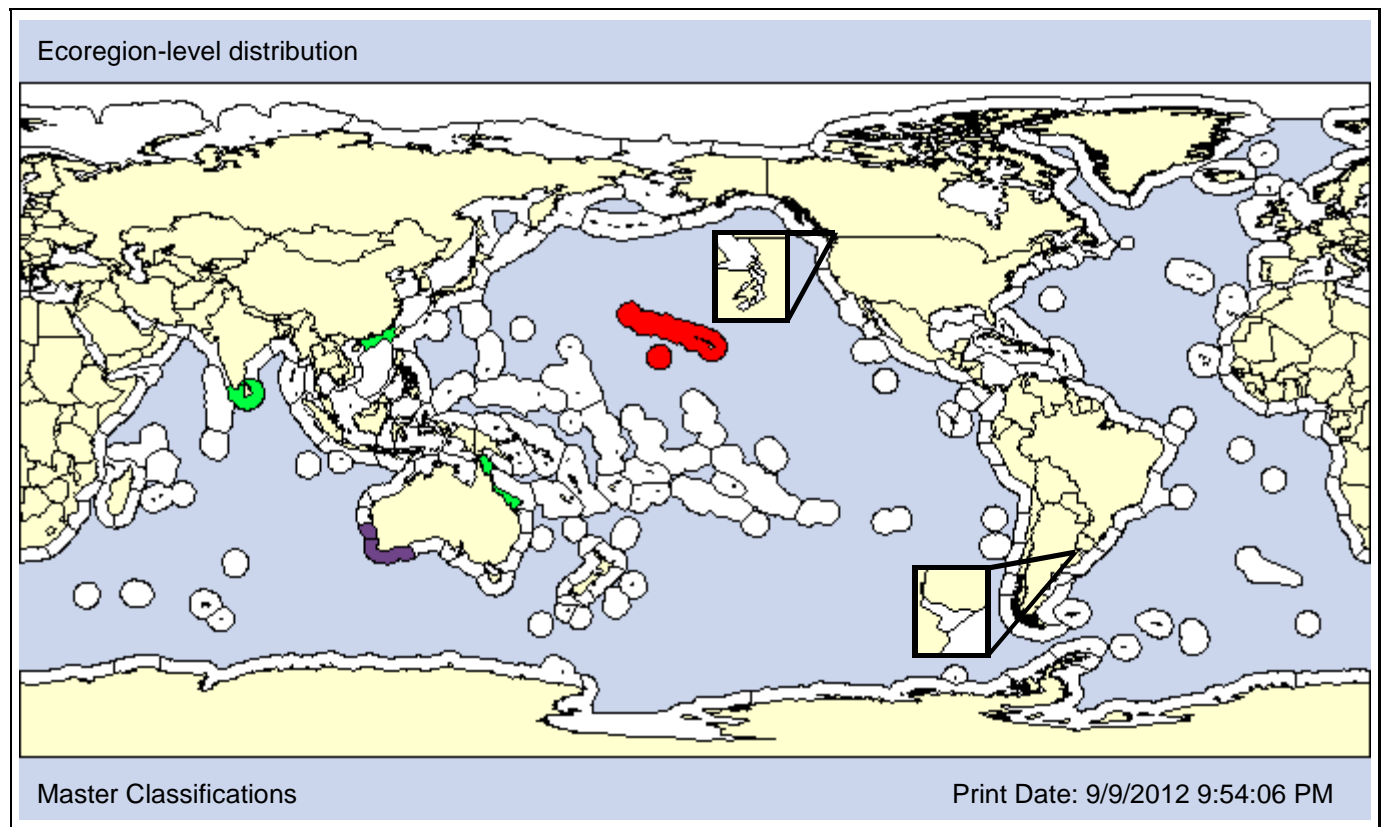 Ecoregion-level distribution
Master Classifications
Print Date: 9/9/2012 9:54:06 PM